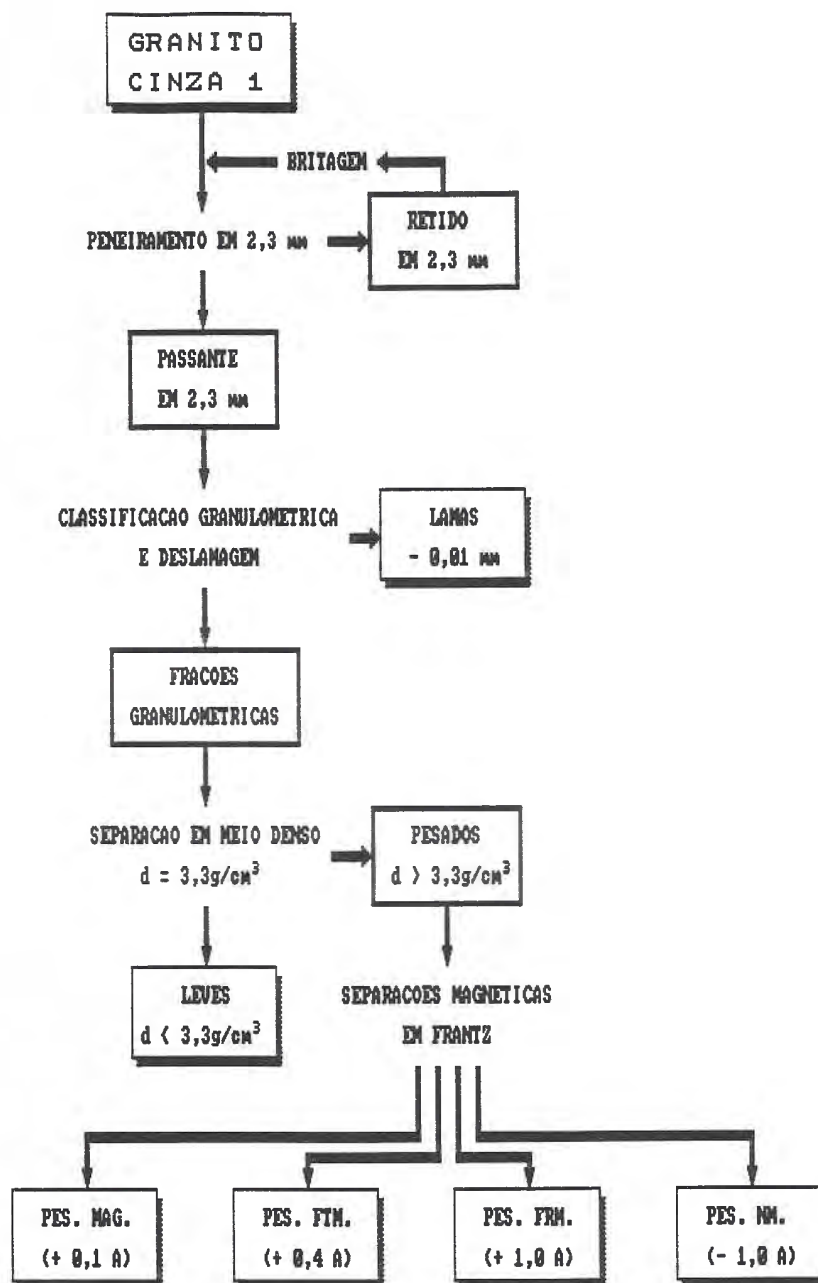 GRANITO
CINZA 1
BRITAGEM
PENEIRAMENTO EM 2,3 MM
RETIDO
EM 2,3 MM
PASSANTE
EM 2,3 MM
CLASSIFICACAO GRANULOMETRICA
E DESLAMAGEM
LAMAS
- 0,01 MM
FRACOES
GRANULOMETRICAS
SEPARACAO EM MEIO DENSO
d = 3,3g/cm³
PESADOS
d > 3,3g/cm³
LEVES
d < 3,3g/cm³
SEPARACOES MAGNETICAS
EM FRANTZ
PES. MAG.
(+ 0,1 A)
PES. FTM.
(+ 0,4 A)
PES. FRM.
(+ 1,0 A)
PES. NM.
(- 1,0 A)